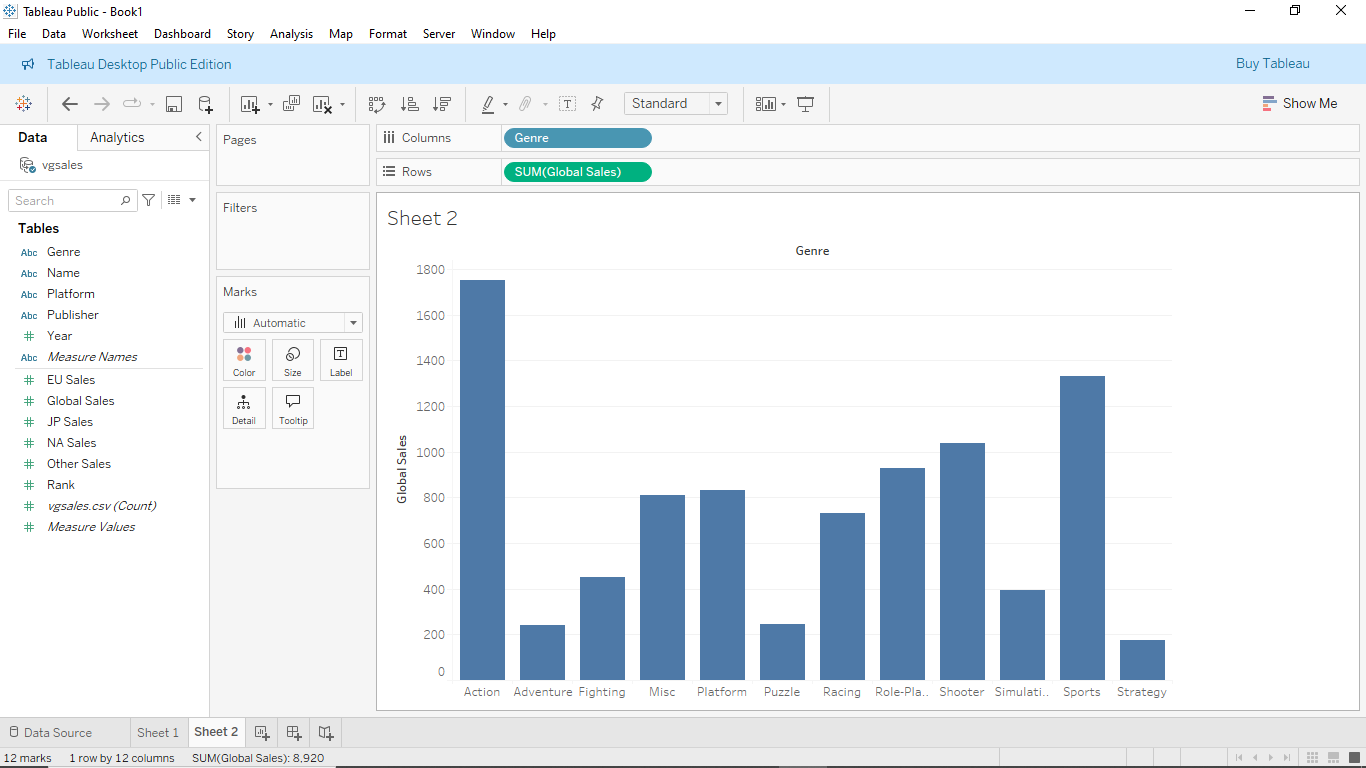 Tableau Public - Book1
File Data Worksheet Dashboard Story Analysis Map Format Server Window Help
Tableau Desktop Public Edition Buy Tableau
Standard Show Me
Data Analytics
vgsales
Search
Tables
Abc Genre
Abc Name
Abc Platform
Abc Publisher
# Year
Abc Measure Names
# EU Sales
# Global Sales
# JP Sales
# NA Sales
# Other Sales
# Rank
# vgsales.csv (Count)
# Measure Values
Pages
Filters
Marks
Automatic
Color Size Label
Detail Tooltip
Columns Genre
Rows SUM(Global Sales)
Sheet 2
Genre
Global Sales
1800
1600
1400
1200
1000
800
600
400
200
0
Action Adventure Fighting Misc Platform Puzzle Racing Role-Pla.. Shooter Simulati.. Sports Strategy
Data Source Sheet 1 Sheet 2
12 marks 1 row by 12 columns SUM(Global Sales): 8,920